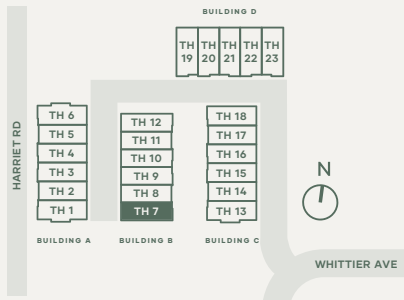 BUILDING D
TH 19
TH 20
TH 21
TH 22
TH 23
HARRIET RD
TH 6
TH 5
TH 4
TH 3
TH 2
TH 1
BUILDING A
TH 12
TH 11
TH 10
TH 9
TH 8
TH 7
BUILDING B
TH 18
TH 17
TH 16
TH 15
TH 14
TH 13
BUILDING C
N
WHITTIER AVE